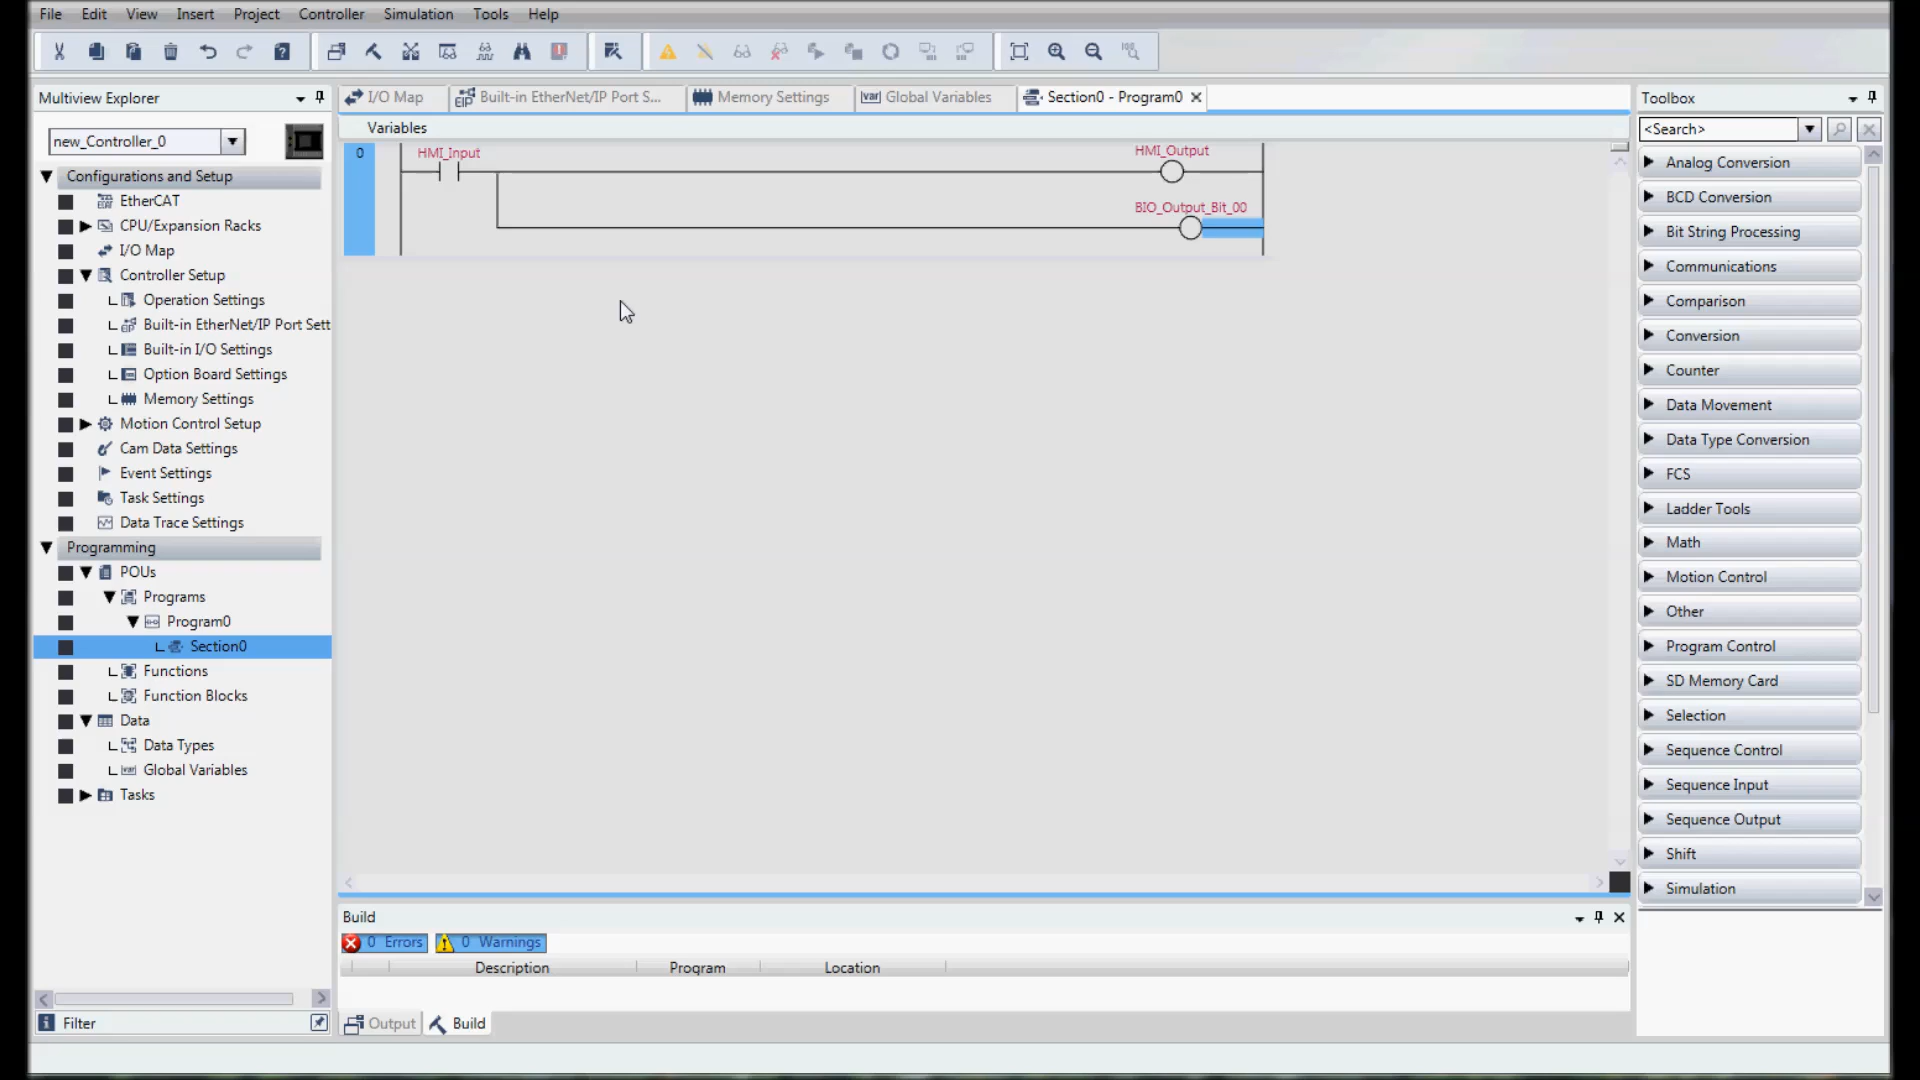 File Edit View Insert Project Controller Simulation Tools Help
Multiview Explorer
new_Controller_0
Configurations and Setup
EtherCAT
CPU/Expansion Racks
I/O Map
Controller Setup
Operation Settings
Built-in EtherNet/IP Port Sett
Built-in I/O Settings
Option Board Settings
Memory Settings
Motion Control Setup
Cam Data Settings
Event Settings
Task Settings
Data Trace Settings
Programming
POUs
Programs
Program0
Section0
Functions
Function Blocks
Data
Data Types
Global Variables
Tasks
Filter
I/O Map Built-in EtherNet/IP Port S... Memory Settings Global Variables Section0 - Program0
Variables
0
HMI_Input
HMI_Output
BIO_Output_Bit_00
Build
0 Errors 0 Warnings
Description Program Location
Output Build
Toolbox
<Search>
Analog Conversion
BCD Conversion
Bit String Processing
Communications
Comparison
Conversion
Counter
Data Movement
Data Type Conversion
FCS
Ladder Tools
Math
Motion Control
Other
Program Control
SD Memory Card
Selection
Sequence Control
Sequence Input
Sequence Output
Shift
Simulation